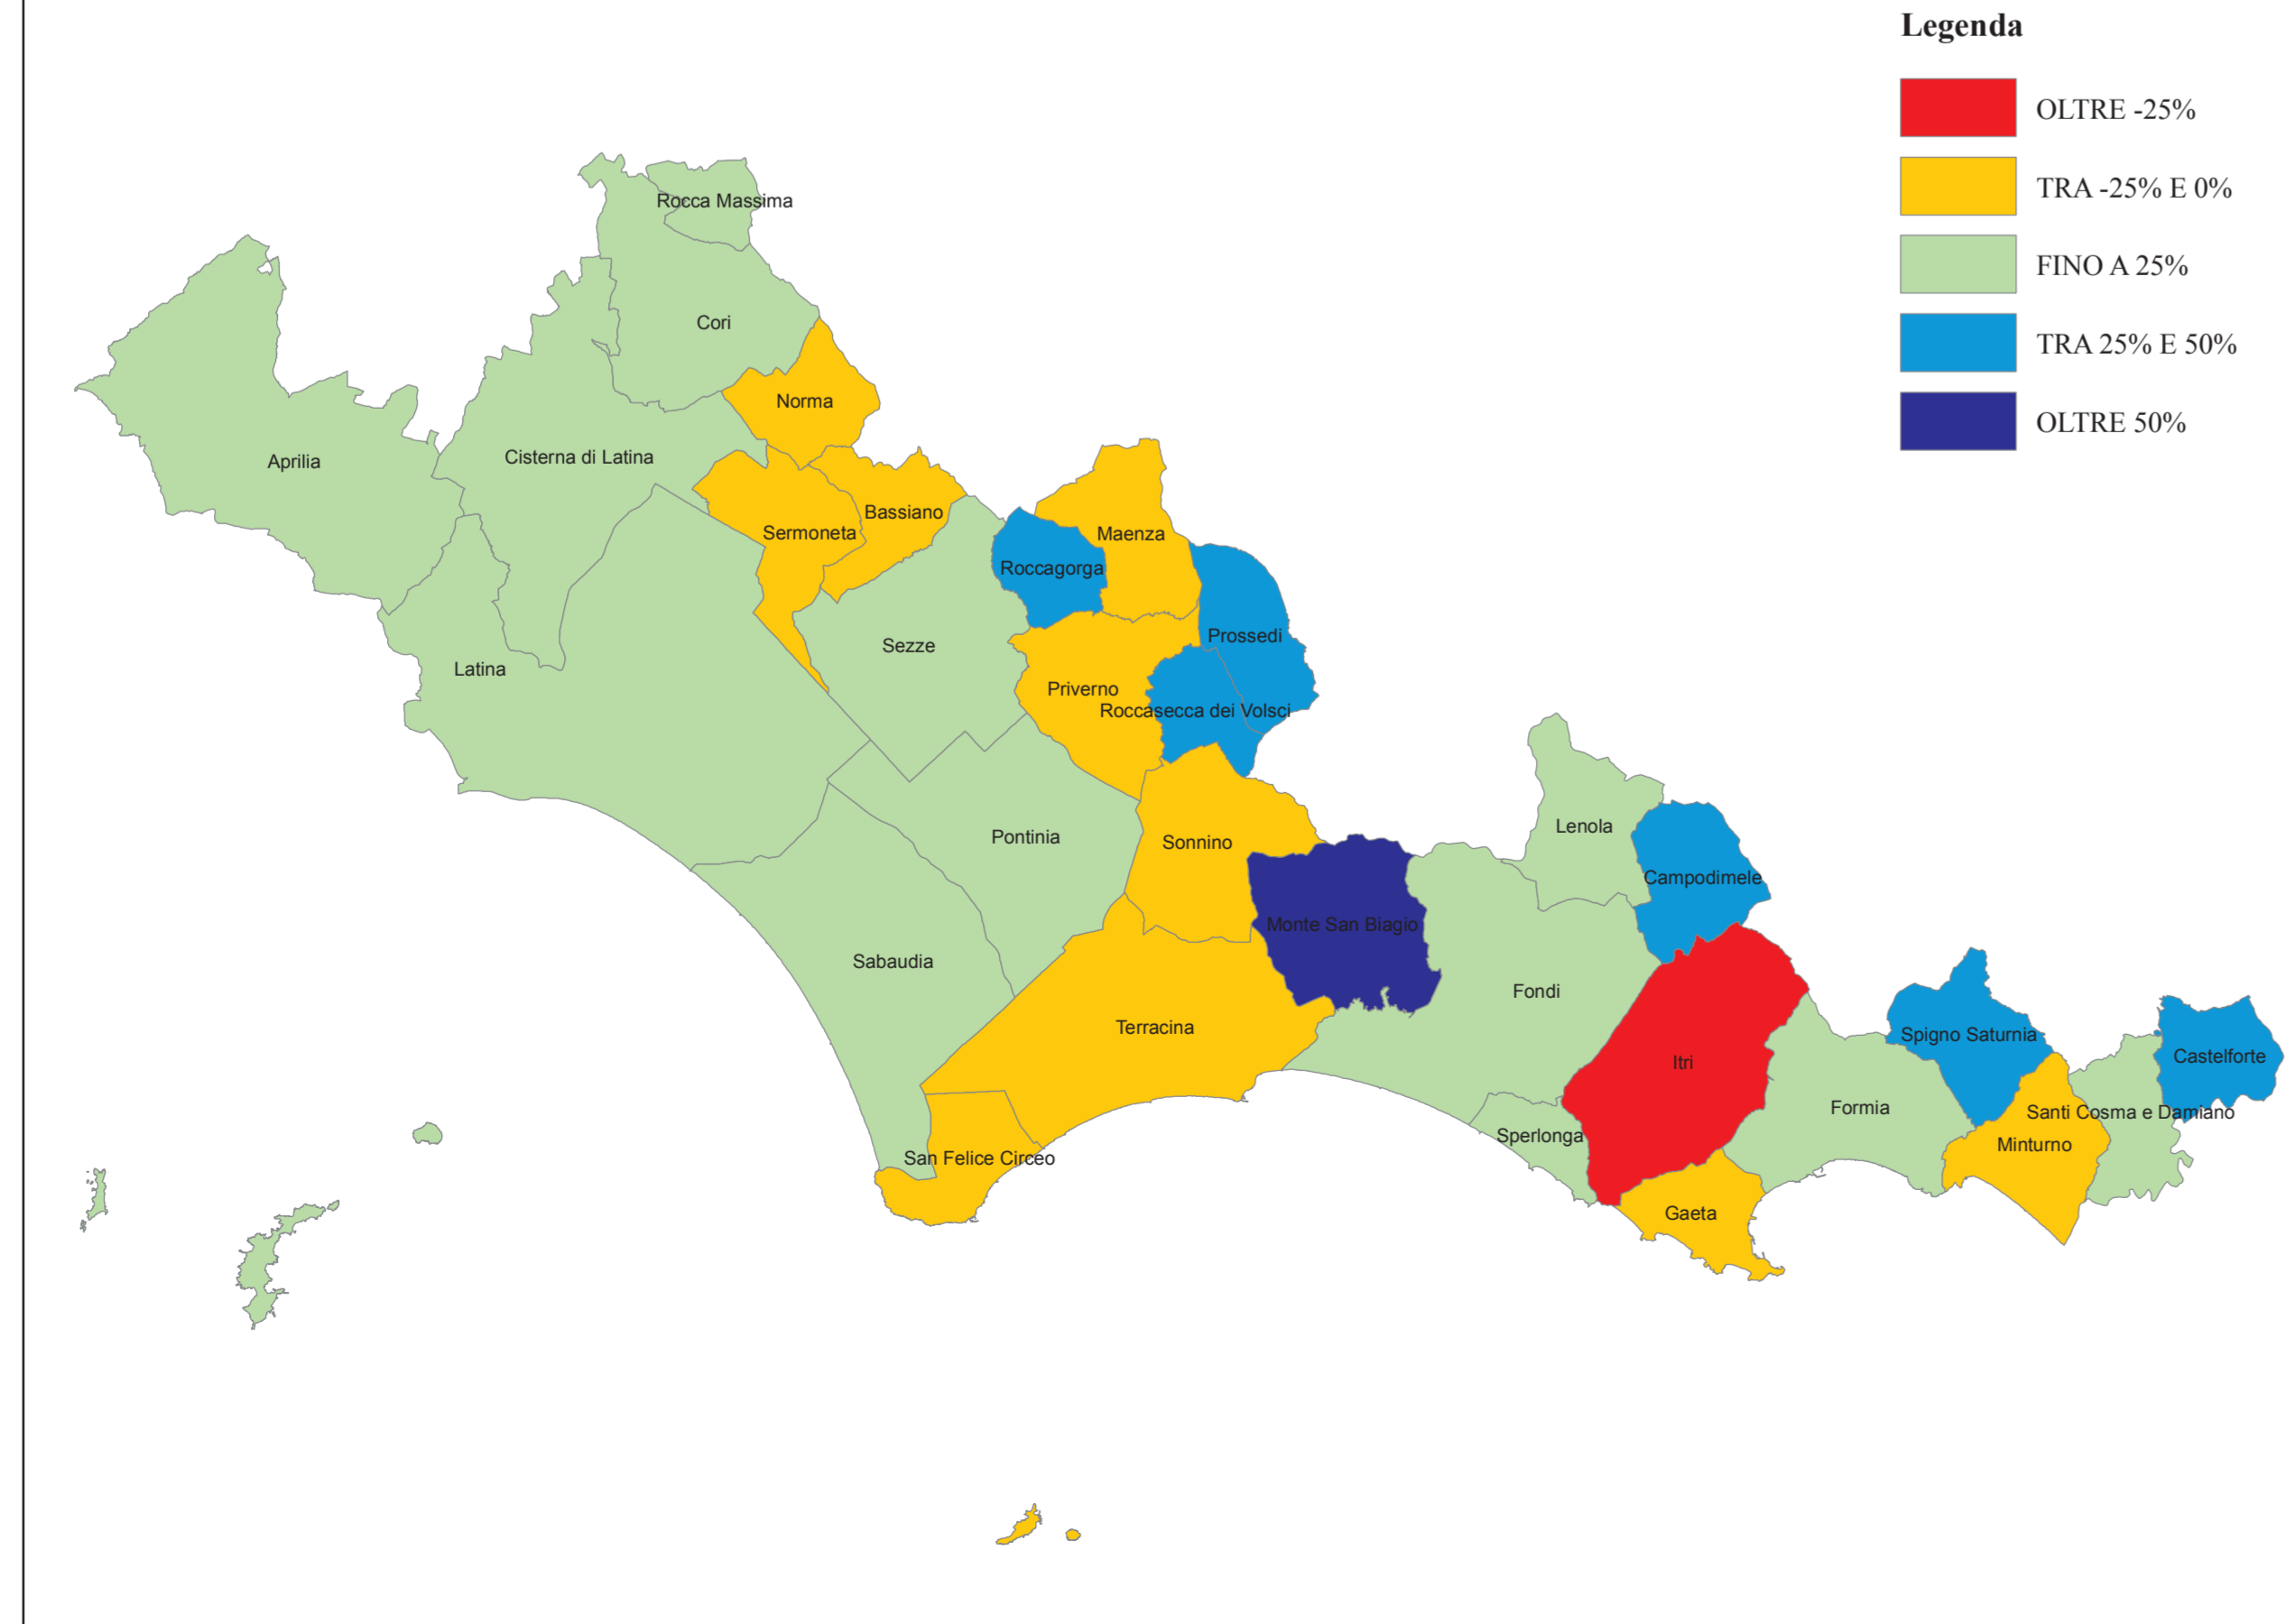 Legenda
OLTRE -25%
TRA -25% E 0%
FINO A 25%
TRA 25% E 50%
OLTRE 50%
Rocca Massima
Cori
Norma
Aprilia
Cisterna di Latina
Bassiano
Sermoneta
Maenza
Roccagorga
Prossedi
Sezze
Latina
Priverno
Roccasecca dei Volsci
Lenola
Pontinia
Sonnino
Campodimele
Monte San Biagio
Sabaudia
Fondi
Terracina
Spigno Saturnia
Castelforte
Itri
Formia
Santi Cosma e Damiano
Sperlonga
Minturno
San Felice Circeo
Gaeta